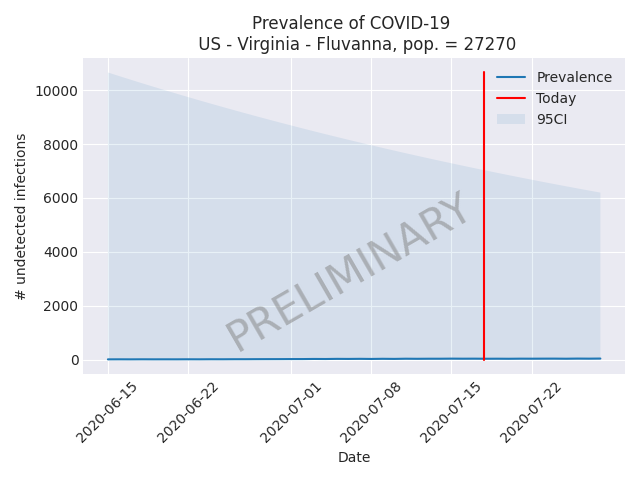 Prevalence of COVID-19
US - Virginia - Fluvanna, pop. = 27270
Prevalence
Today
95CI
10000
8000
6000
4000
2000
0
# undetected infections
PRELIMINARY
2020-06-15
2020-06-22
2020-07-01
2020-07-08
2020-07-15
2020-07-22
Date